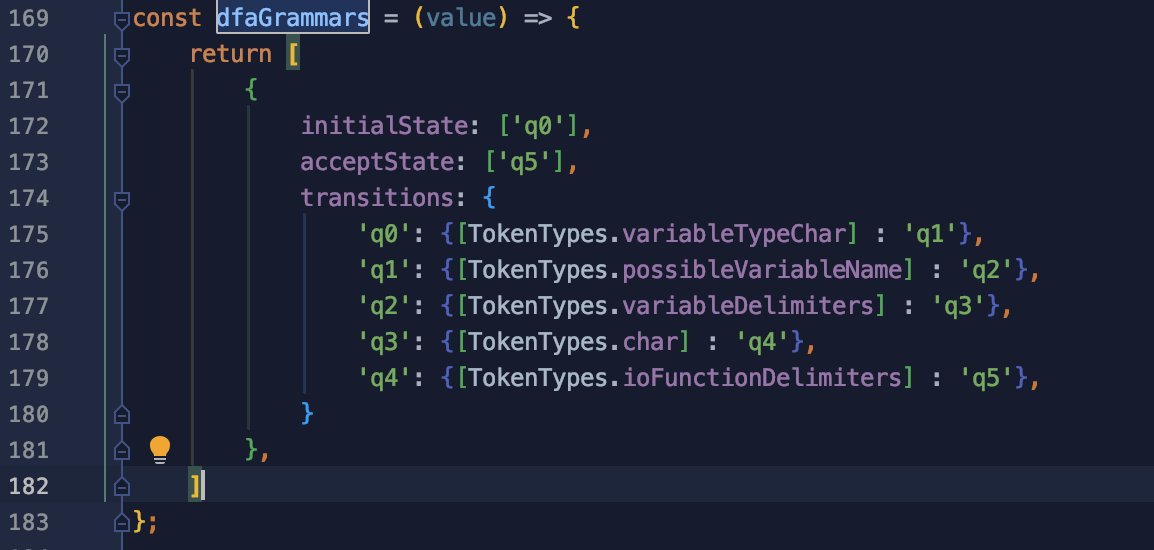 169 const dfaGrammars = (value) => {
170     return [
171         {
172             initialState: ['q0'],
173             acceptState: ['q5'],
174             transitions: {
175                 'q0': {[TokenTypes.variableTypeChar] : 'q1'},
176                 'q1': {[TokenTypes.possibleVariableName] : 'q2'},
177                 'q2': {[TokenTypes.variableDelimiters] : 'q3'},
178                 'q3': {[TokenTypes.char] : 'q4'},
179                 'q4': {[TokenTypes.ioFunctionDelimiters] : 'q5'},
180             }
181         },
182     ]
183 };